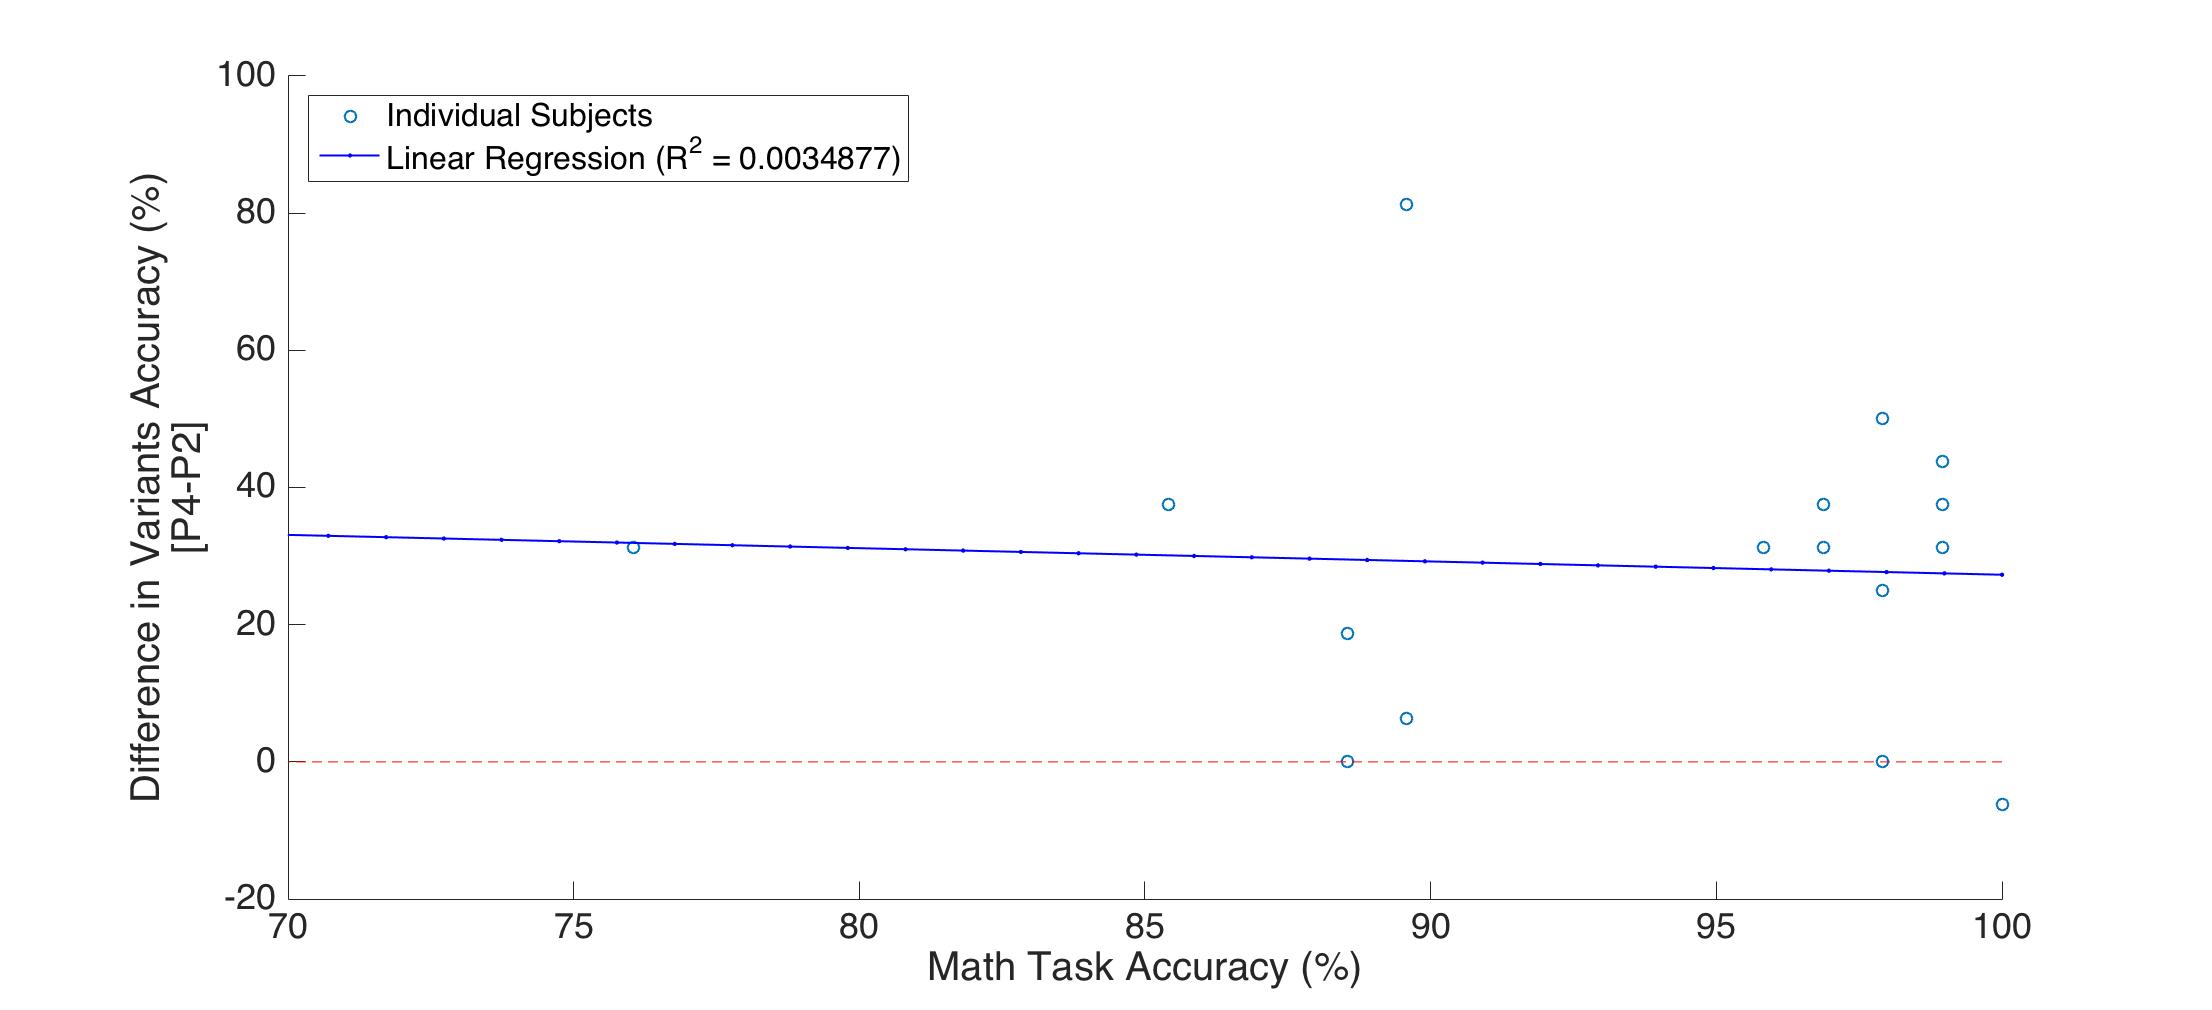 100
80
60
40
20
0
-20
Individual Subjects
Linear Regression (R² = 0.0034877)
Difference in Variants Accuracy (%)
[P4-P2]
70 75 80 85 90 95 100
Math Task Accuracy (%)